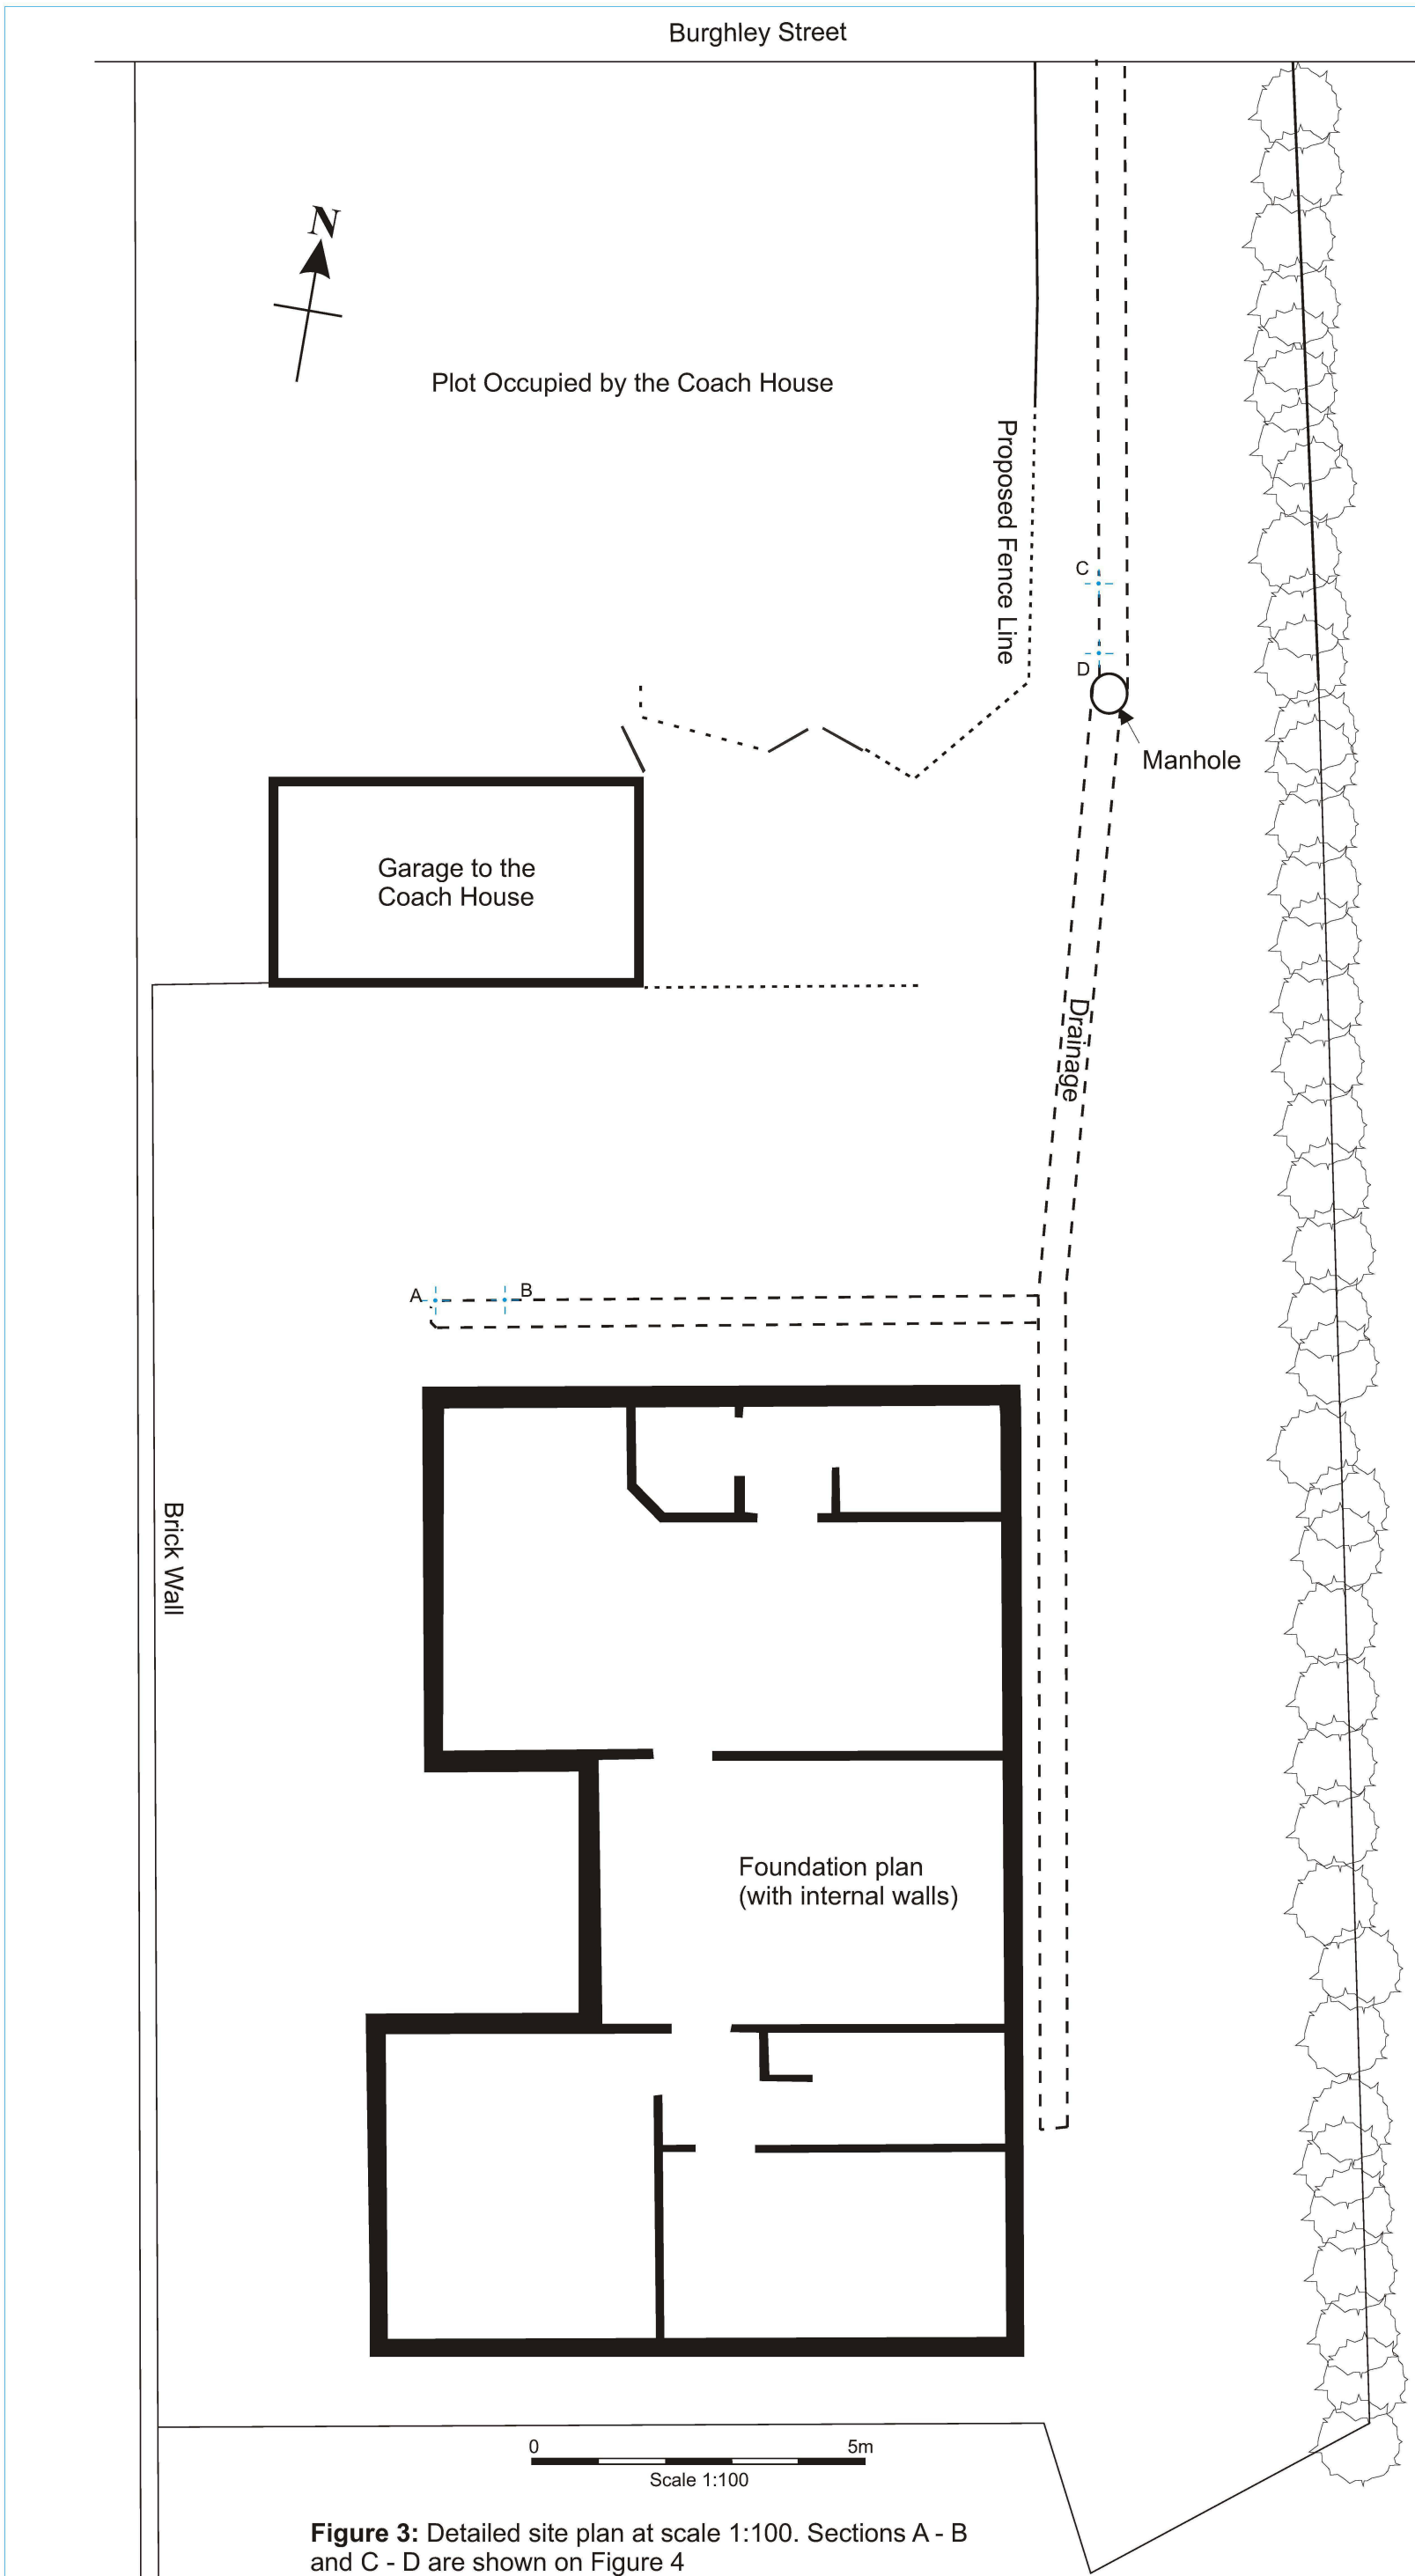 Burghley Street
N
Plot Occupied by the Coach House
Proposed Fence Line
C
D
Manhole
Garage to the
Coach House
Drainage
A
B
Brick Wall
Foundation plan
(with internal walls)
0 5m
Scale 1:100
Figure 3: Detailed site plan at scale 1:100. Sections A - B
and C - D are shown on Figure 4